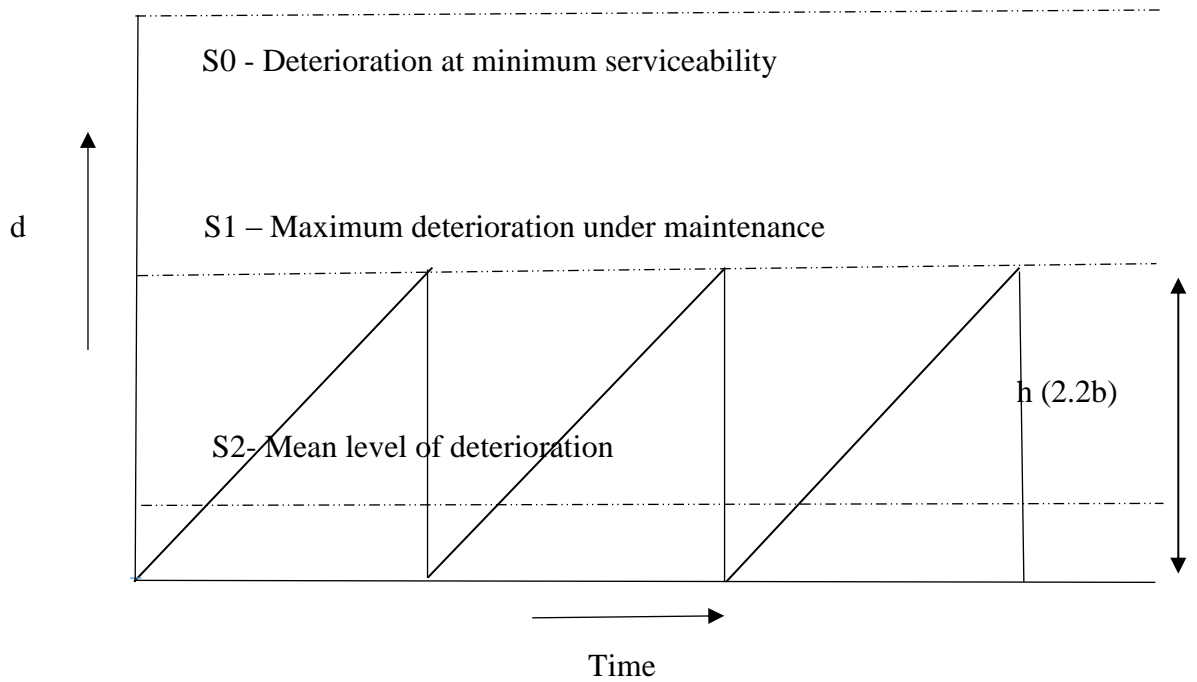 S0 - Deterioration at minimum serviceability
d
S1 – Maximum deterioration under maintenance
h (2.2b)
S2- Mean level of deterioration
Time